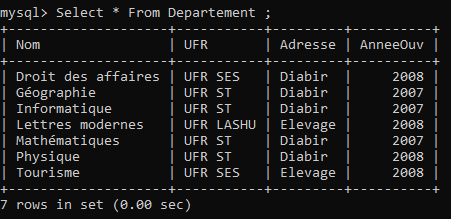 mysql> Select * From Departement ;
+--------------------+-----------+---------+----------+
| Nom                | UFR       | Adresse | AnneeOuv |
+--------------------+-----------+---------+----------+
| Droit des affaires | UFR SES   | Diabir  |     2008 |
| Géographie         | UFR ST    | Diabir  |     2007 |
| Informatique       | UFR ST    | Diabir  |     2007 |
| Lettres modernes   | UFR LASHU | Elevage |     2008 |
| Mathématiques      | UFR ST    | Diabir  |     2007 |
| Physique           | UFR ST    | Diabir  |     2008 |
| Tourisme           | UFR SES   | Elevage |     2008 |
+--------------------+-----------+---------+----------+
7 rows in set (0.00 sec)